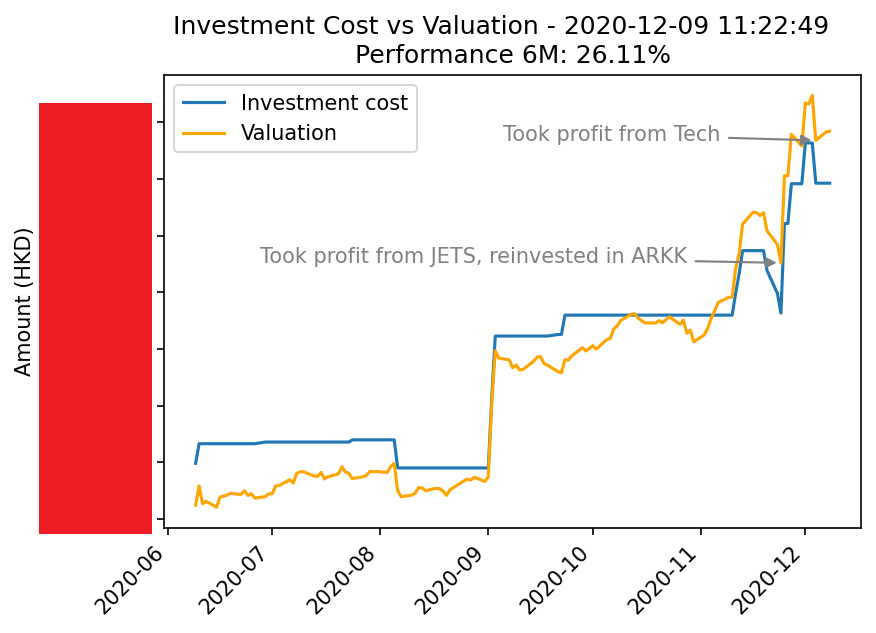 Investment Cost vs Valuation - 2020-12-09 11:22:49
Performance 6M: 26.11%
Investment cost
Valuation
Took profit from Tech
Took profit from JETS, reinvested in ARKK
Amount (HKD)
2020-06
2020-07
2020-08
2020-09
2020-10
2020-11
2020-12